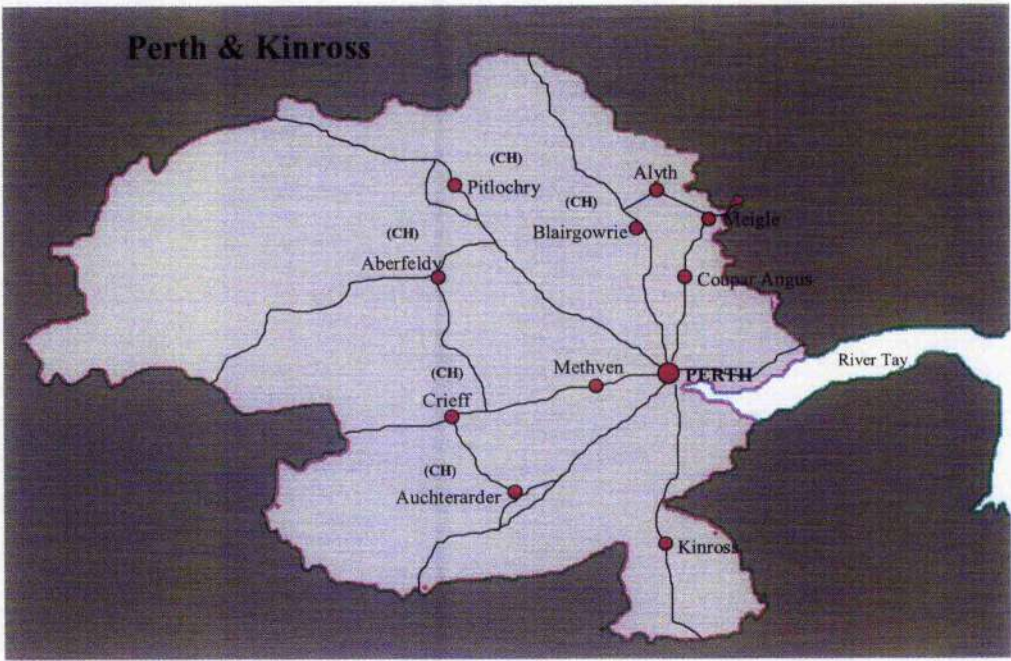 Perth & Kinross
(CH)
Pitlochry
Alyth
(CH)
Blairgowrie
Meigle
(CH)
Aberfeldy
Coupar Angus
River Tay
Methven
PERTH
(CH)
Crieff
(CH)
Auchterarder
Kinross